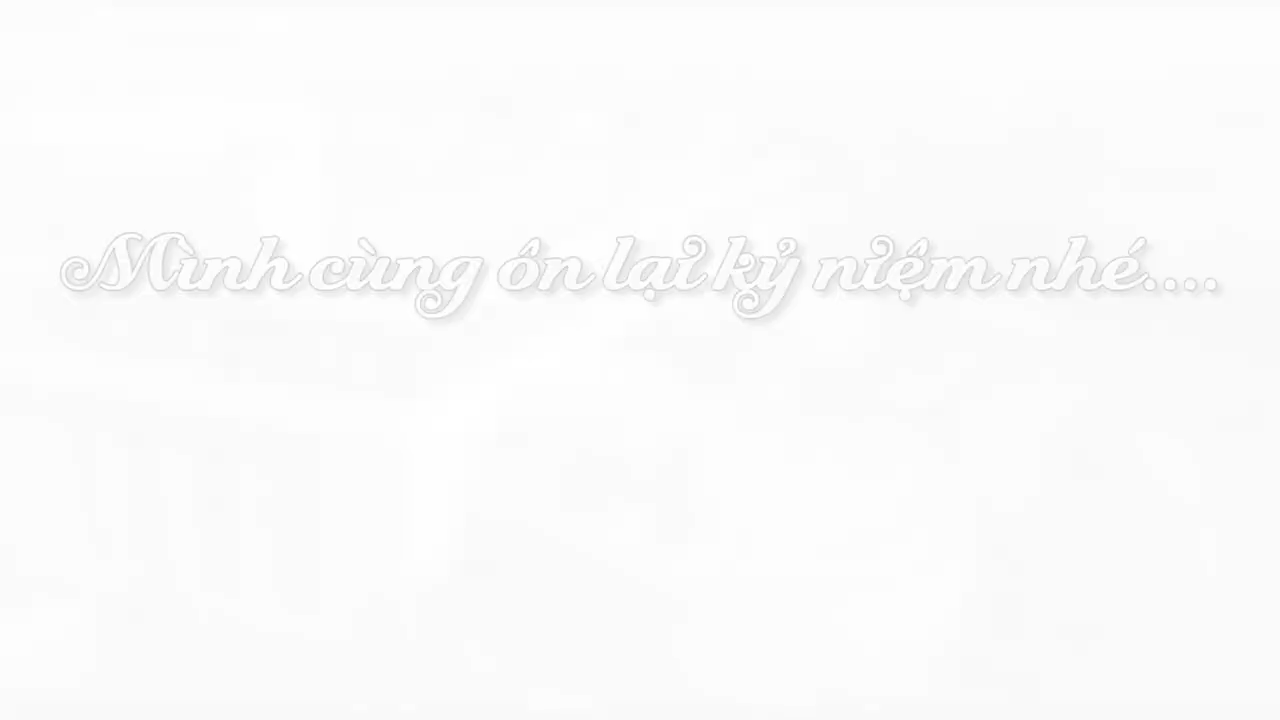 Mình cùng ôn lại kỷ niệm nhé....